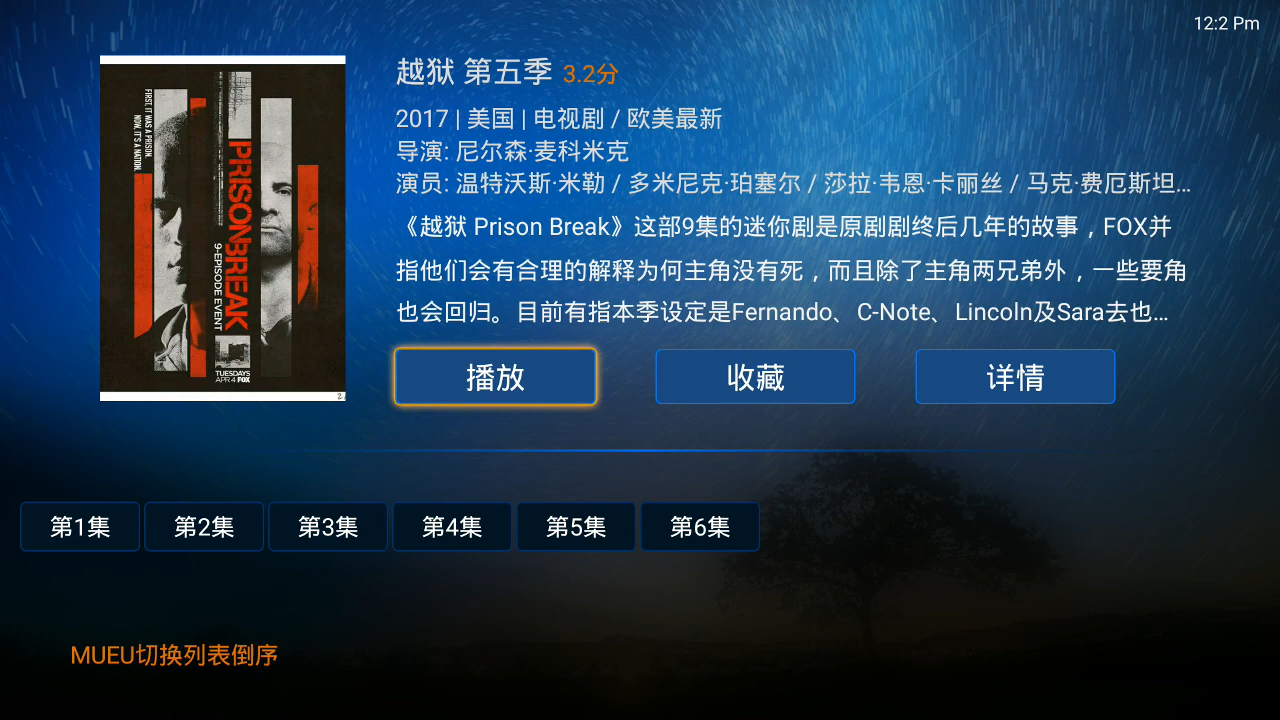 12:2 Pm
越狱 第五季 3.2分
2017 | 美国 | 电视剧 / 欧美最新
导演: 尼尔森·麦科米克
演员: 温特沃斯·米勒 / 多米尼克·珀塞尔 / 莎拉·韦恩·卡丽丝 / 马克·费厄斯坦...
《越狱 Prison Break》这部9集的迷你剧是原剧剧终后几年的故事，FOX并
指他们会有合理的解释为何主角没有死，而且除了主角两兄弟外，一些要角
也会回归。目前有指本季设定是Fernando、C-Note、Lincoln及Sara去也...
FIRST, IT WAS A PRISON.
NOW, IT'S A NATION.
PRISON BREAK
9-EPISODE EVENT
TUESDAYS
APR 4 FOX
播放
收藏
详情
第1集
第2集
第3集
第4集
第5集
第6集
MUEU切换列表倒序